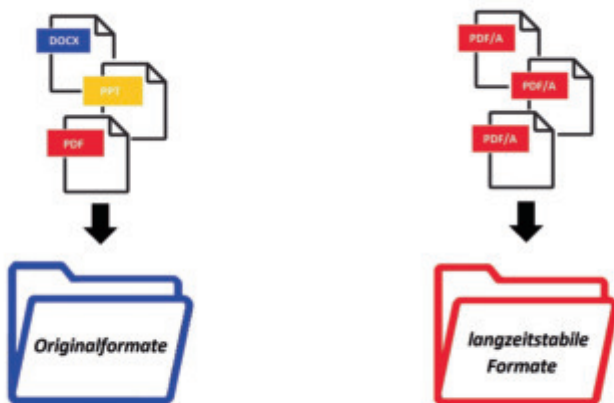 DOCX
PPT
PDF
Originalformate
PDF/A
PDF/A
PDF/A
langzeitstabile
Formate